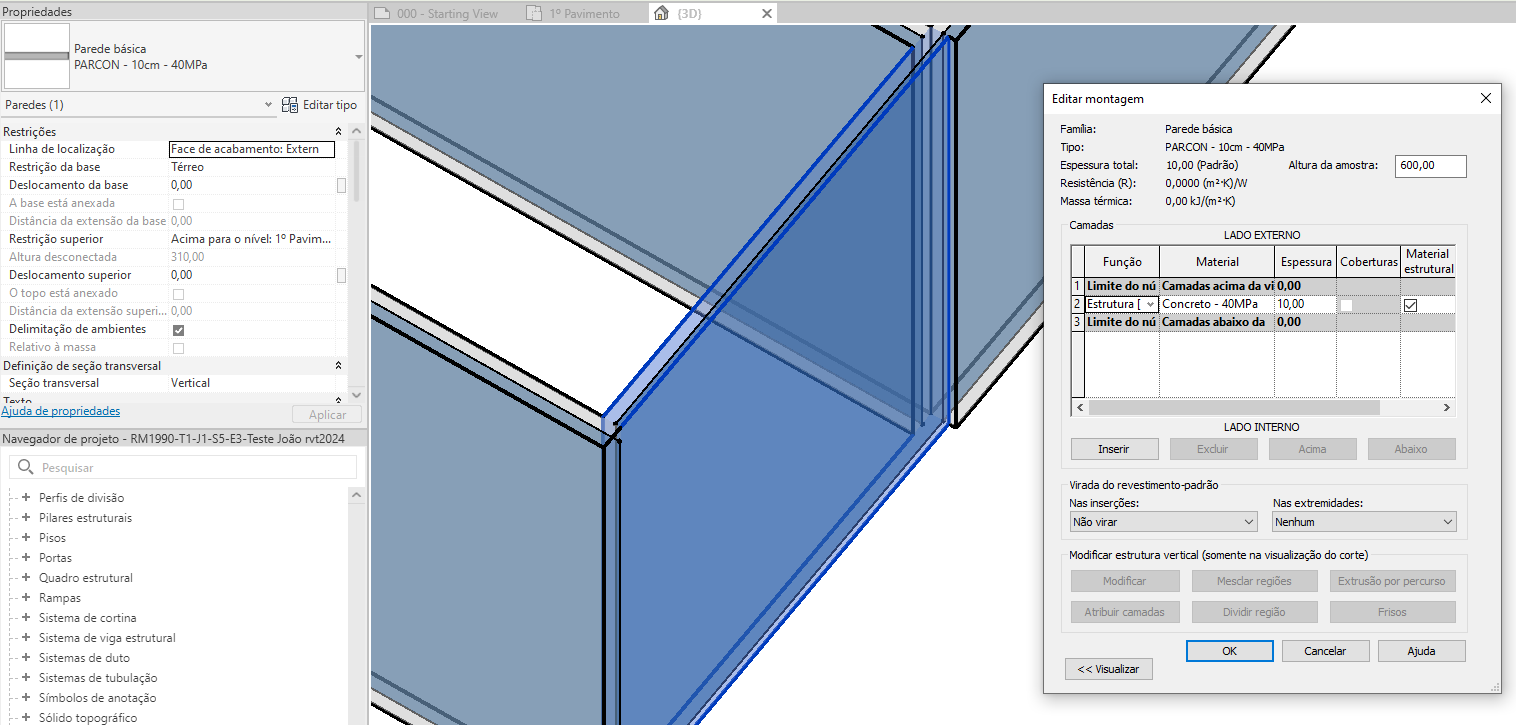 Propriedades
Parede básica
PARCON - 10cm - 40MPa
Paredes (1)
Editar tipo
Restrições
Linha de localização Face de acabamento: Extern
Restrição da base Térreo
Deslocamento da base 0,00
A base está anexada
Distância da extensão da base 0,00
Restrição superior Acima para o nível: 1º Pavim...
Altura desconectada 310,00
Deslocamento superior 0,00
O topo está anexado
Distância da extensão superi... 0,00
Delimitação de ambientes
Relativo à massa
Definição de seção transversal
Seção transversal Vertical
Texto
Ajuda de propriedades
Aplicar
Navegador de projeto - RM1990-T1-J1-S5-E3-Teste João rvt2024
Pesquisar
Perfis de divisão
Pilares estruturais
Pisos
Portas
Quadro estrutural
Rampas
Sistema de cortina
Sistema de viga estrutural
Sistemas de duto
Sistemas de tubulação
Símbolos de anotação
Sólido topográfico
000 - Starting View
1º Pavimento
{3D}
Editar montagem
Família: Parede básica
Tipo: PARCON - 10cm - 40MPa
Espessura total: 10,00 (Padrão) Altura da amostra: 600,00
Resistência (R): 0,0000 (m²·K)/W
Massa térmica: 0,00 kJ/(m²·K)
Camadas
LADO EXTERNO
Função Material Espessura Coberturas Material estrutural
1 Limite do nú Camadas acima da vi 0,00
2 Estrutura [ Concreto - 40MPa 10,00
3 Limite do nú Camadas abaixo da 0,00
LADO INTERNO
Inserir Excluir Acima Abaixo
Virada do revestimento-padrão
Nas inserções: Nas extremidades:
Não virar Nenhum
Modificar estrutura vertical (somente na visualização do corte)
Modificar Mesclar regiões Extrusão por percurso
Atribuir camadas Dividir região Frisos
OK Cancelar Ajuda
<< Visualizar